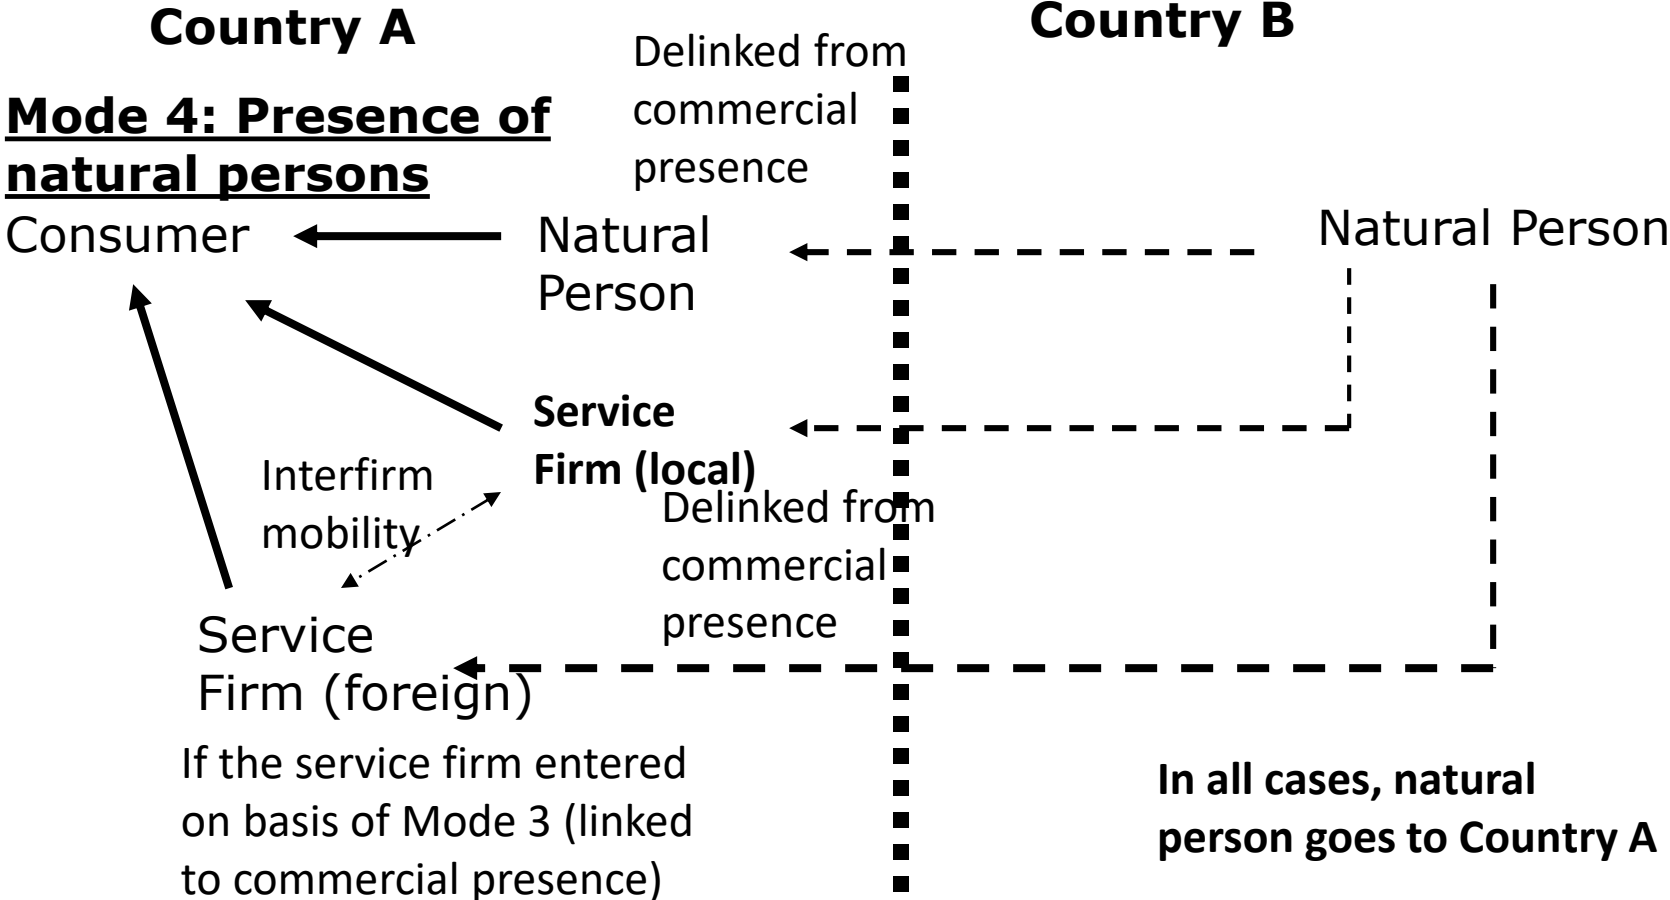 Country A
Country B
Delinked from
commercial
presence
Mode 4: Presence of
natural persons
Consumer
Natural
Person
Natural Person
Service
Firm (local)
Interfirm
mobility
Delinked from
commercial
presence
Service
Firm (foreign)
If the service firm entered
on basis of Mode 3 (linked
to commercial presence)
In all cases, natural
person goes to Country A